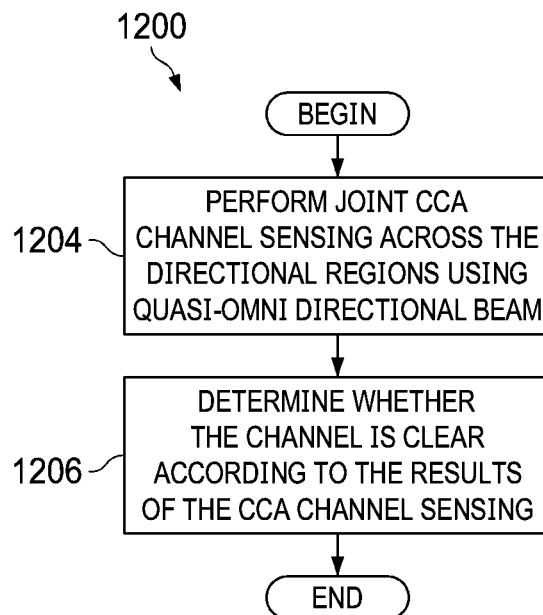 1200
BEGIN
1204
PERFORM JOINT CCA
CHANNEL SENSING ACROSS THE
DIRECTIONAL REGIONS USING
QUASI-OMNI DIRECTIONAL BEAM
1206
DETERMINE WHETHER
THE CHANNEL IS CLEAR
ACCORDING TO THE RESULTS
OF THE CCA CHANNEL SENSING
END